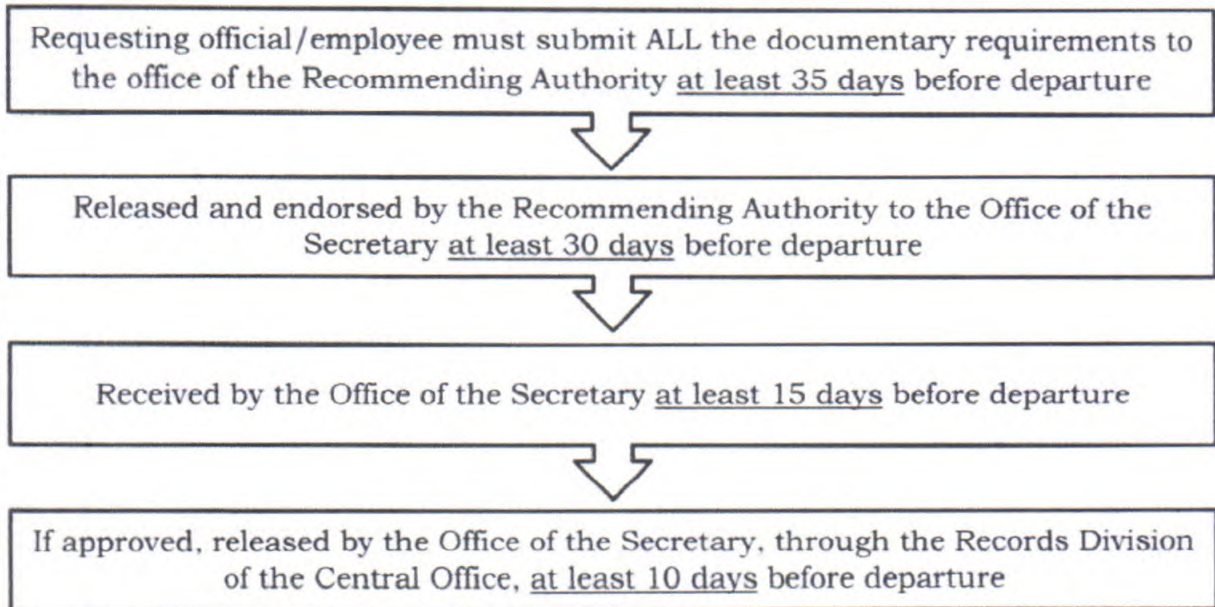 Requesting official/employee must submit ALL the documentary requirements to
the office of the Recommending Authority at least 35 days before departure
Released and endorsed by the Recommending Authority to the Office of the
Secretary at least 30 days before departure
Received by the Office of the Secretary at least 15 days before departure
If approved, released by the Office of the Secretary, through the Records Division
of the Central Office, at least 10 days before departure